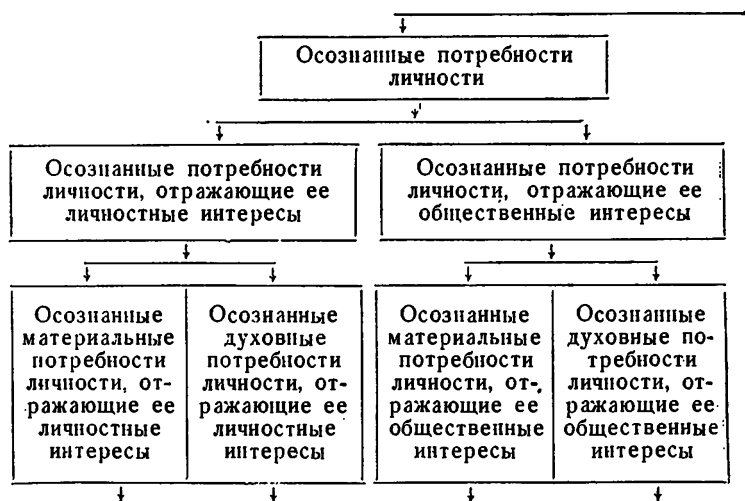 Осознанные потребности
личности
Осознанные потребности
личности, отражающие ее
личностные интересы
Осознанные потребности
личности, отражающие ее
общественные интересы
Осознанные
материальные
потребности
личности, от-
ражающие ее
личностные
интересы
Осознанные
духовные
потребности
личности, от-
ражающие ее
личностные
интересы
Осознанные
материальные
потребности
личности, от-
ражающие ее
общественные
интересы
Осознанные
духовные по-
требности
личности, от-
ражающие ее
общественные
интересы